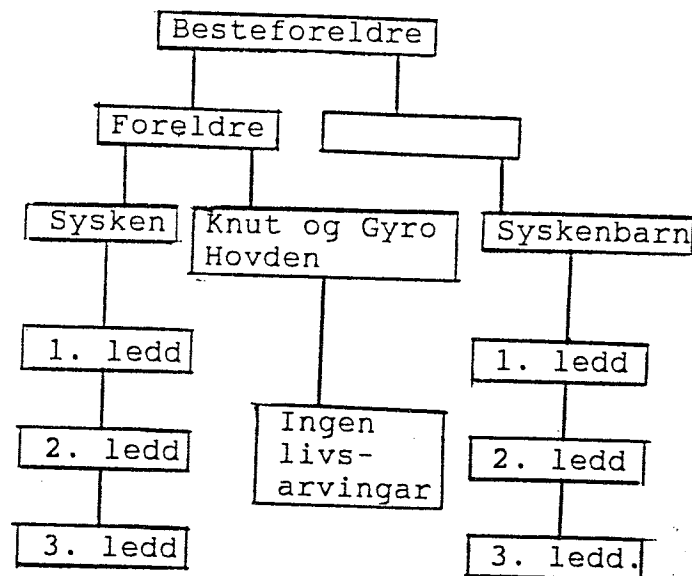 Besteforeldre
Foreldre
Sysken
Knut og Gyro
Hovden
Syskenbarn
1. ledd
1. ledd
Ingen
livs-
arvingar
2. ledd
2. ledd
3. ledd
3. ledd.